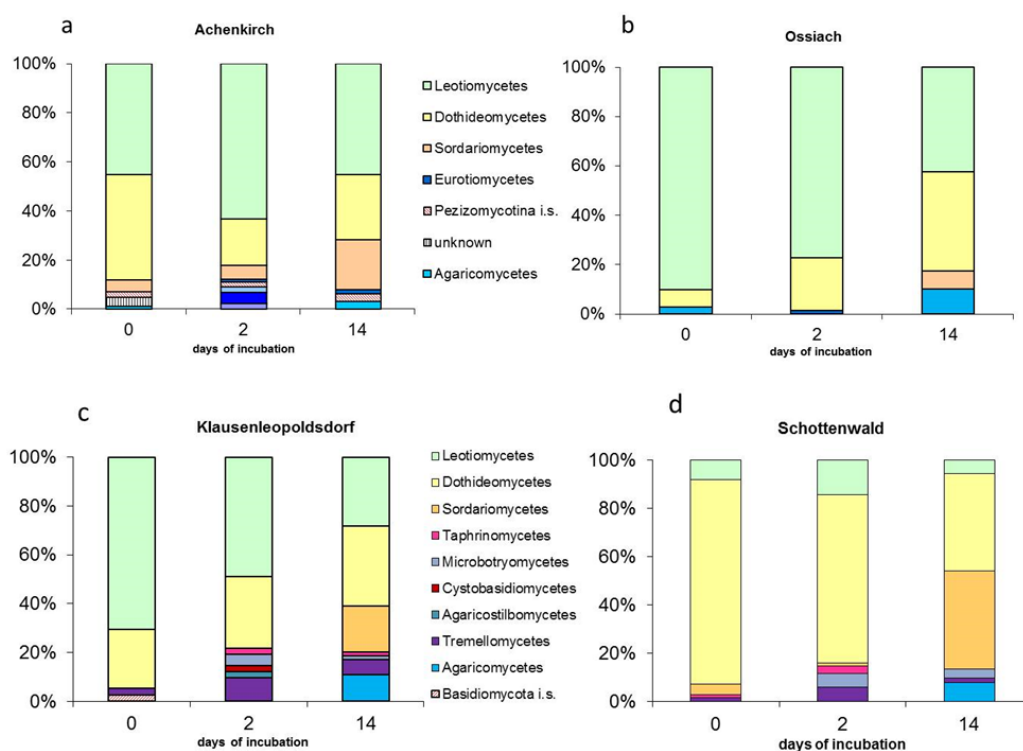 a
Achenkirch
100%
80%
60%
40%
20%
0%
0 2 14
days of incubation
Leotiomycetes
Dothideomycetes
Sordariomycetes
Eurotiomycetes
Pezizomycotina i.s.
unknown
Agaricomycetes
b
Ossiach
100%
80%
60%
40%
20%
0%
0 2 14
days of incubation
c
Klausenleopoldsdorf
100%
80%
60%
40%
20%
0%
0 2 14
days of incubation
Leotiomycetes
Dothideomycetes
Sordariomycetes
Taphrinomycetes
Microbotryomycetes
Cystobasidiomycetes
Agaricostilbomycetes
Tremellomycetes
Agaricomycetes
Basidiomycota i.s.
d
Schottenwald
100%
80%
60%
40%
20%
0%
0 2 14
days of incubation